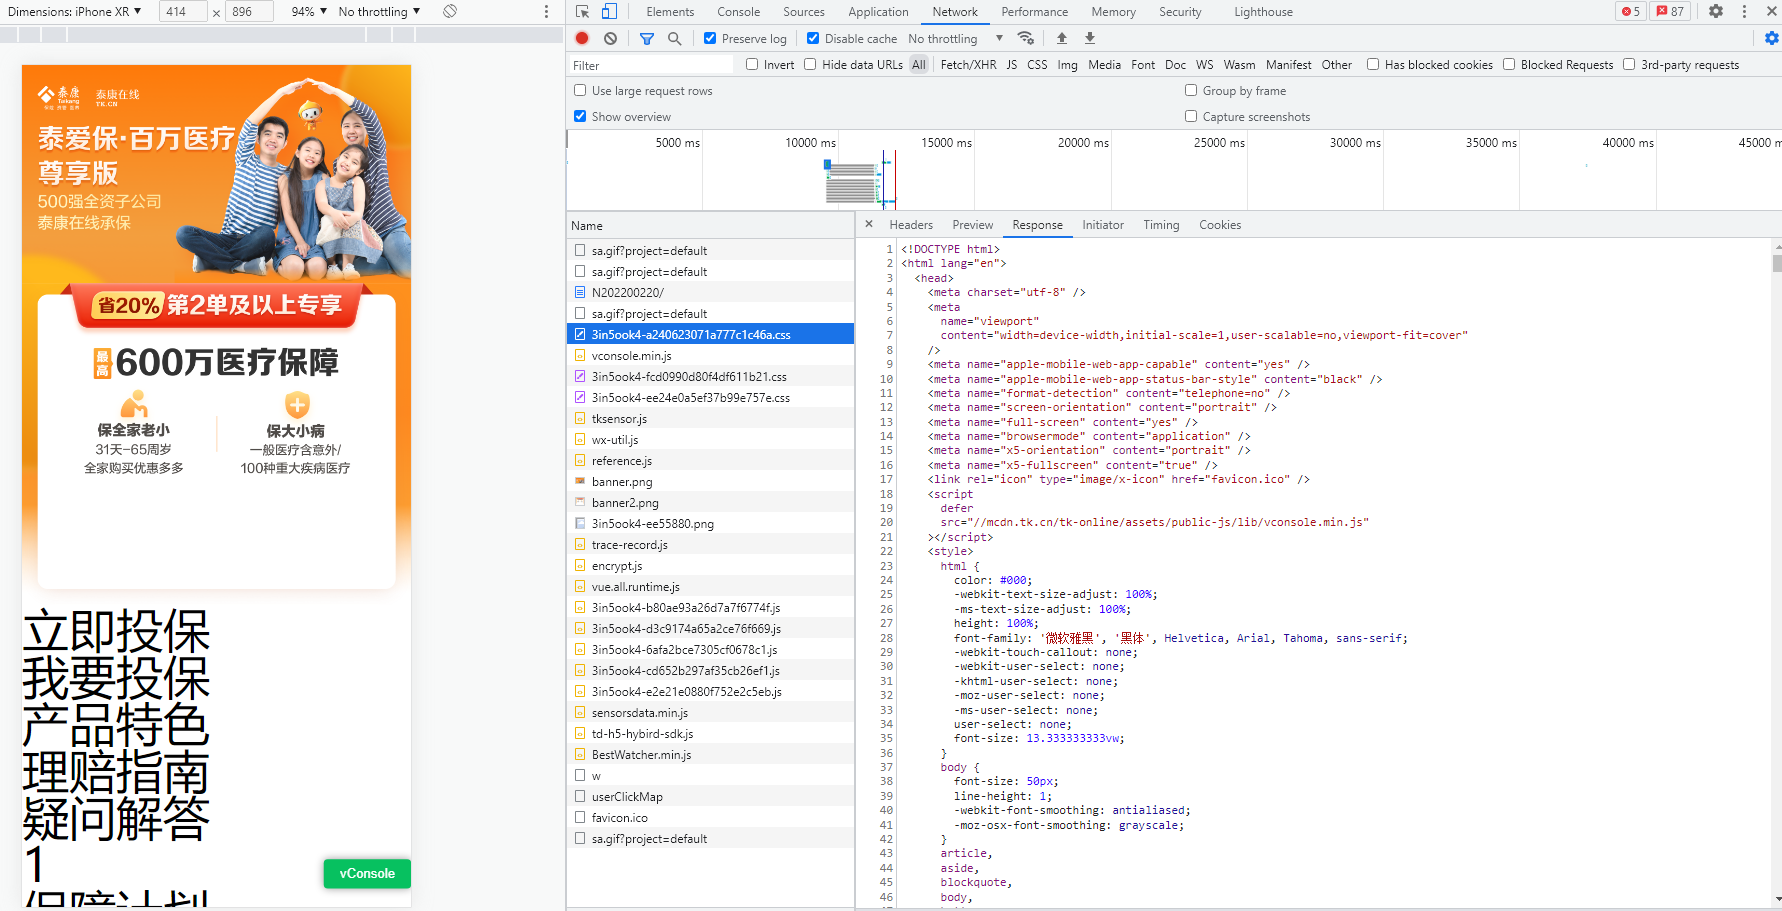 Dimensions: iPhone XR ▼ 414 × 896 94% ▼ No throttling ▼
Elements Console Sources Application Network Performance Memory Security Lighthouse 5 87
Preserve log Disable cache No throttling ▼
Filter Invert Hide data URLs All Fetch/XHR JS CSS Img Media Font Doc WS Wasm Manifest Other Has blocked cookies Blocked Requests 3rd-party requests
Use large request rows Group by frame
Show overview Capture screenshots
5000 ms 10000 ms 15000 ms 20000 ms 25000 ms 30000 ms 35000 ms 40000 ms 45000 m
泰康 Taikang 泰康在线 TK.CN
泰爱保·百万医疗
尊享版
500强全资子公司
泰康在线承保
省20% 第2单及以上专享
最高 600万医疗保障
保全家老小
31天-65周岁
全家购买优惠多多
保大小病
一般医疗含意外/
100种重大疾病医疗
立即投保
我要投保
产品特色
理赔指南
疑问解答
1
保障计划
vConsole
Name
sa.gif?project=default
sa.gif?project=default
N202200220/
sa.gif?project=default
3in5ook4-a240623071a777c1c46a.css
vconsole.min.js
3in5ook4-fcd0990d80f4df611b21.css
3in5ook4-ee24e0a5ef37b99e757e.css
tksensor.js
wx-util.js
reference.js
banner.png
banner2.png
3in5ook4-ee55880.png
trace-record.js
encrypt.js
vue.all.runtime.js
3in5ook4-b80ae93a26d7a7f6774f.js
3in5ook4-d3c9174a65a2ce76f669.js
3in5ook4-6afa2bce7305cf0678c1.js
3in5ook4-cd652b297af35cb26ef1.js
3in5ook4-e2e21e0880f752e2c5eb.js
sensorsdata.min.js
td-h5-hybird-sdk.js
BestWatcher.min.js
w
userClickMap
favicon.ico
sa.gif?project=default
× Headers Preview Response Initiator Timing Cookies
1 <!DOCTYPE html>
2 <html lang="en">
3 <head>
4 <meta charset="utf-8" />
5 <meta
6 name="viewport"
7 content="width=device-width,initial-scale=1,user-scalable=no,viewport-fit=cover"
8 />
9 <meta name="apple-mobile-web-app-capable" content="yes" />
10 <meta name="apple-mobile-web-app-status-bar-style" content="black" />
11 <meta name="format-detection" content="telephone=no" />
12 <meta name="screen-orientation" content="portrait" />
13 <meta name="full-screen" content="yes" />
14 <meta name="browsermode" content="application" />
15 <meta name="x5-orientation" content="portrait" />
16 <meta name="x5-fullscreen" content="true" />
17 <link rel="icon" type="image/x-icon" href="favicon.ico" />
18 <script
19 defer
20 src="//mcdn.tk.cn/tk-online/assets/public-js/lib/vconsole.min.js"
21 ></script>
22 <style>
23 html {
24 color: #000;
25 -webkit-text-size-adjust: 100%;
26 -ms-text-size-adjust: 100%;
27 height: 100%;
28 font-family: '微软雅黑', '黑体', Helvetica, Arial, Tahoma, sans-serif;
29 -webkit-touch-callout: none;
30 -webkit-user-select: none;
31 -khtml-user-select: none;
32 -moz-user-select: none;
33 -ms-user-select: none;
34 user-select: none;
35 font-size: 13.333333333vw;
36 }
37 body {
38 font-size: 50px;
39 line-height: 1;
40 -webkit-font-smoothing: antialiased;
41 -moz-osx-font-smoothing: grayscale;
42 }
43 article,
44 aside,
45 blockquote,
46 body,